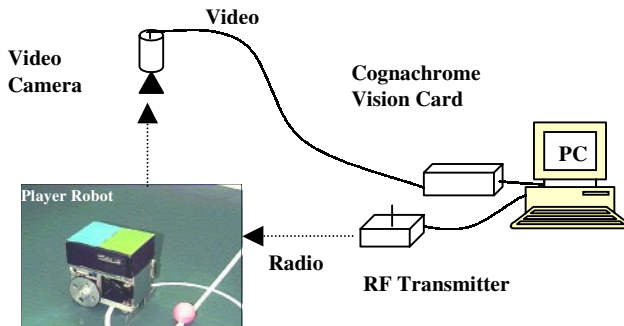 Video
Video
Camera
Cognachrome
Vision Card
PC
Player Robot
Radio
RF Transmitter